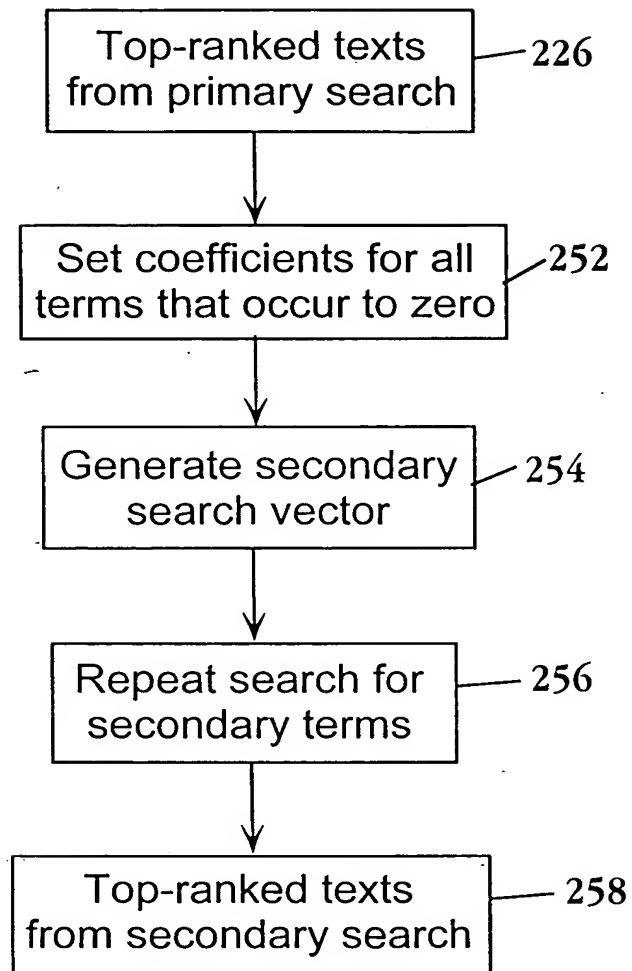 Top-ranked texts
from primary search
226
Set coefficients for all
terms that occur to zero
252
Generate secondary
search vector
254
Repeat search for
secondary terms
256
Top-ranked texts
from secondary search
258